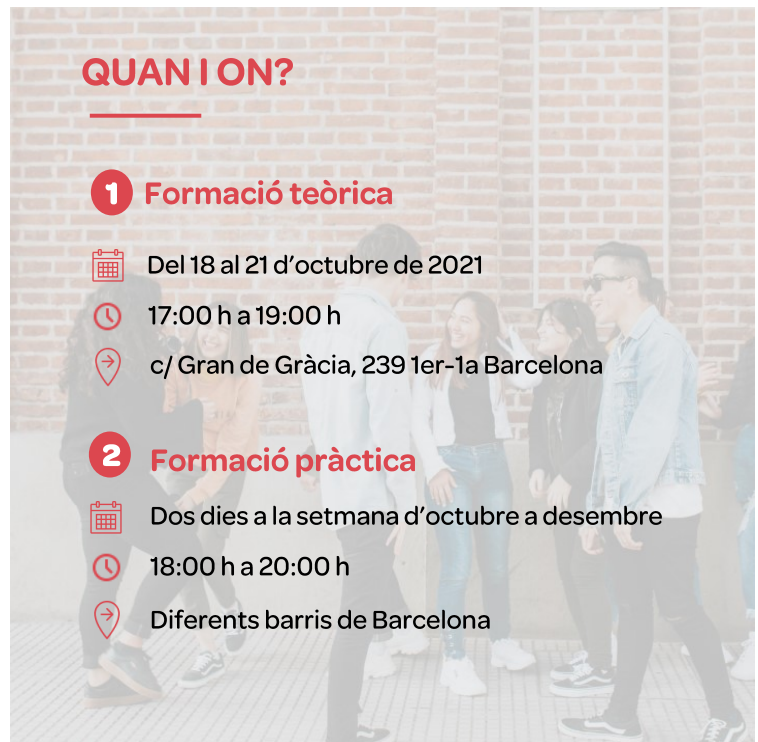 QUAN I ON?
1 Formació teòrica
Del 18 al 21 d'octubre de 2021
17:00 h a 19:00 h
c/ Gran de Gràcia, 239 1er-1a Barcelona
2 Formació pràctica
Dos dies a la setmana d'octubre a desembre
18:00 h a 20:00 h
Diferents barris de Barcelona